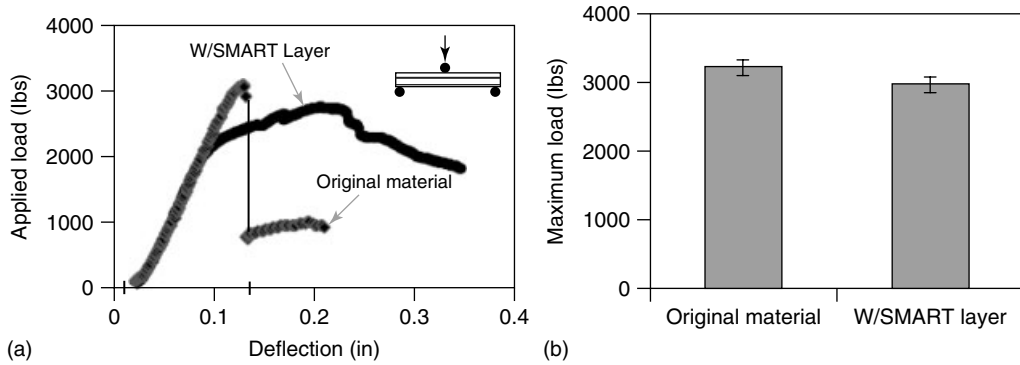 4000
3000
2000
1000
0
Applied load (lbs)
W/SMART Layer
Original material
0 0.1 0.2 0.3 0.4
Deflection (in)
(a)
4000
3000
2000
1000
0
Maximum load (lbs)
Original material W/SMART layer
(b)